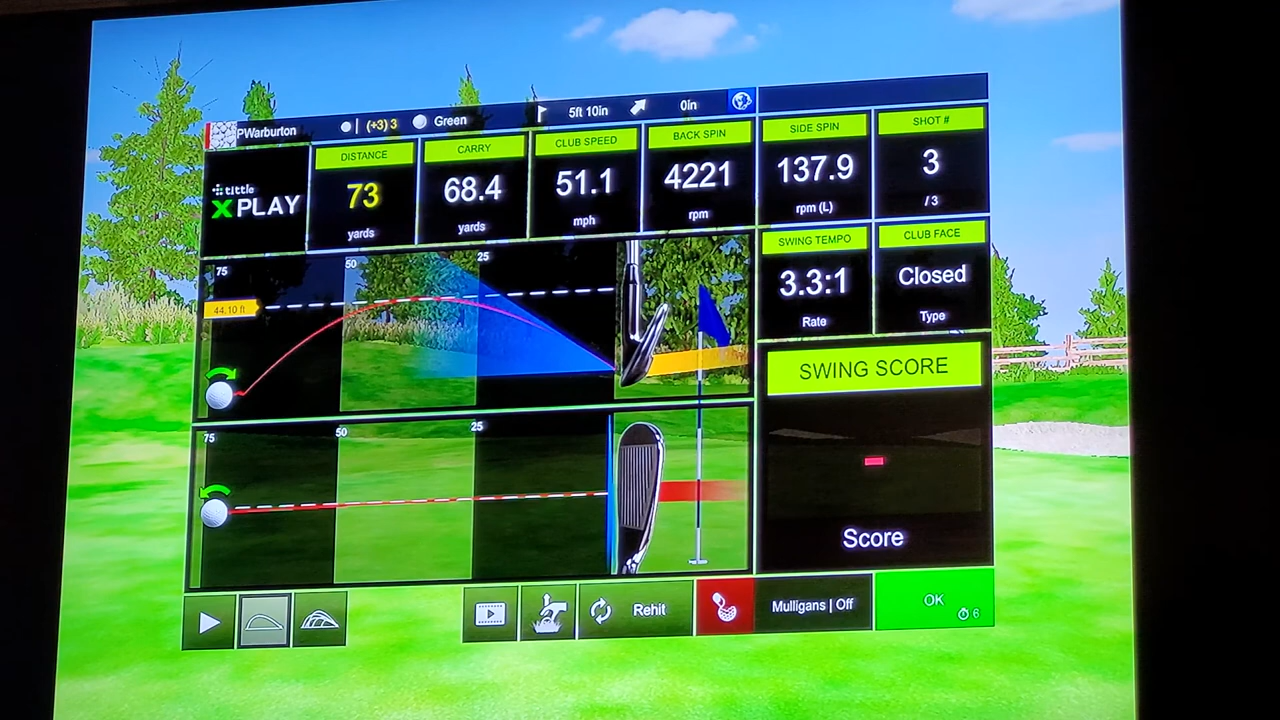 PWarburton (+3) 3 Green 5ft 10in 0in
tittle
X PLAY
DISTANCE
73
yards
CARRY
68.4
yards
CLUB SPEED
51.1
mph
BACK SPIN
4221
rpm
SIDE SPIN
137.9
rpm (L)
SHOT #
3
/ 3
SWING TEMPO
3.3:1
Rate
CLUB FACE
Closed
Type
75 50 25
44.10 ft
75 50 25
SWING SCORE
-
Score
Rehit
Mulligans | Off
OK
6